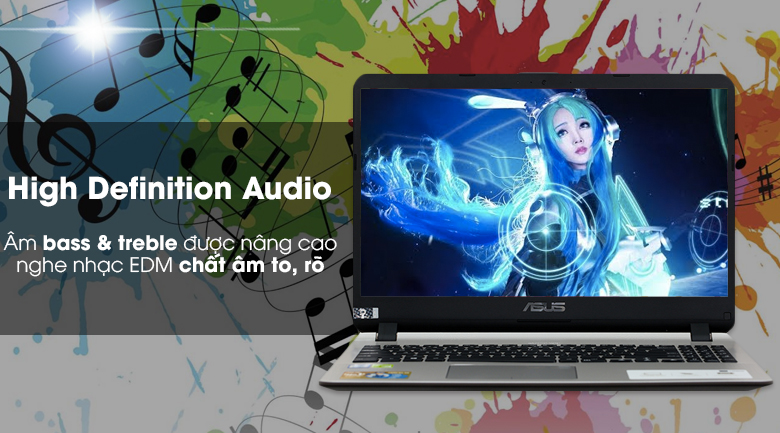 High Definition Audio
Âm bass & treble được nâng cao
nghe nhạc EDM chất âm to, rõ
ASUS